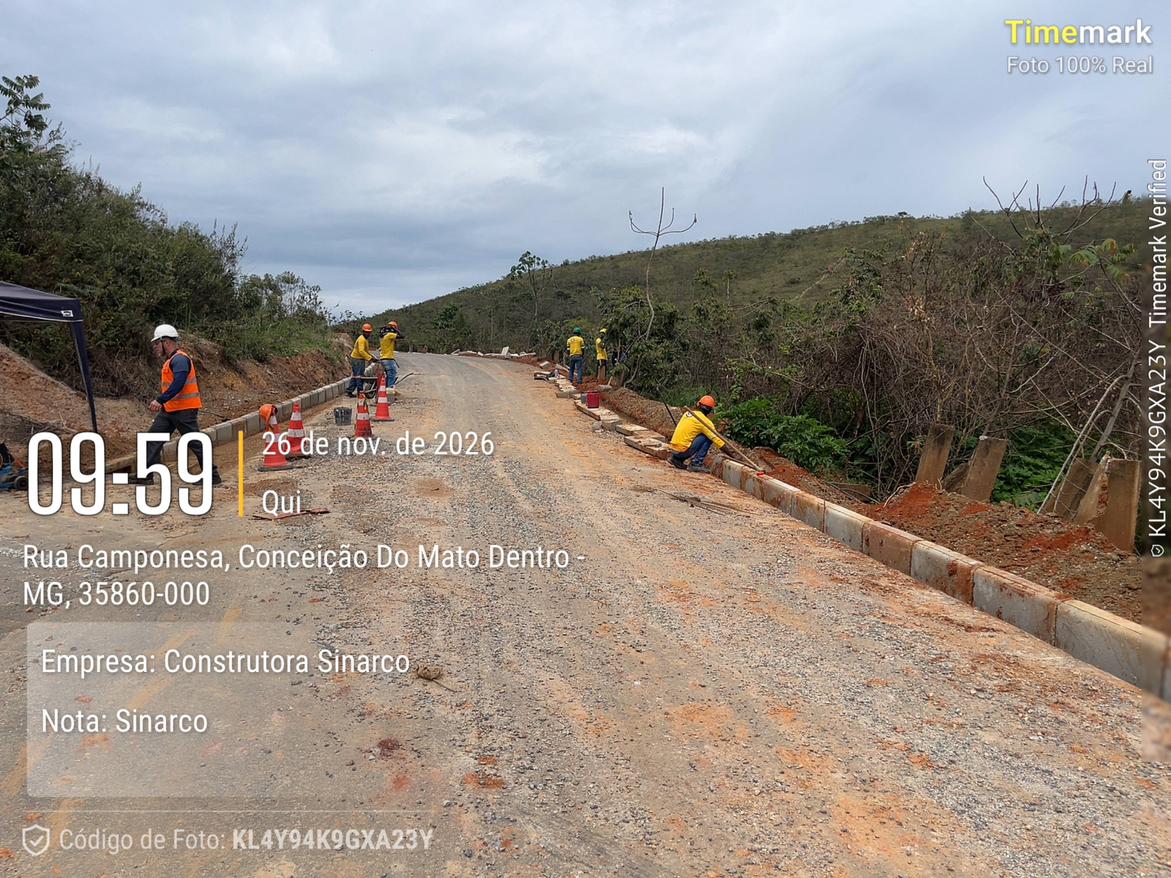 Timemark
Foto 100% Real
KL4Y94K9GXA23Y Timemark Verified
09:59
26 de nov. de 2026
Qui
Rua Camponesa, Conceição Do Mato Dentro -
MG, 35860-000
Empresa: Construtora Sinarco
Nota: Sinarco
Código de Foto: KL4Y94K9GXA23Y